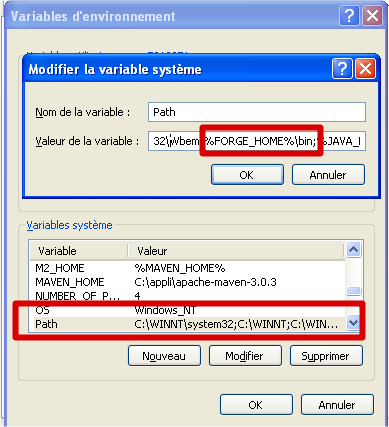 Variables d'environnement
Modifier la variable système
Nom de la variable :
Path
Valeur de la variable :
32\Wbem;%FORGE_HOME%\bin;%JAVA_
OK
Annuler
Variables système
Variable
Valeur
M2_HOME
%MAVEN_HOME%
MAVEN_HOME
C:\appli\apache-maven-3.0.3
NUMBER_OF_P...
4
OS
Windows_NT
Path
C:\WINNT\system32;C:\WINNT;C:\WIN...
Nouveau
Modifier
Supprimer
OK
Annuler